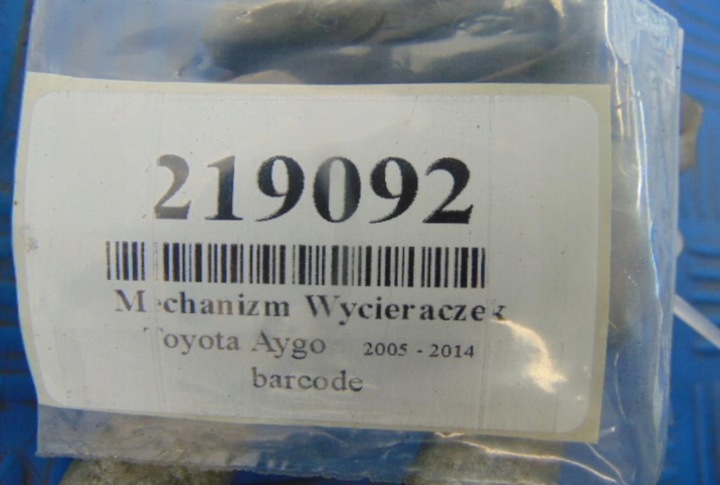 219092
Mechanizm Wycieraczek
Toyota Aygo 2005 - 2014
barcode